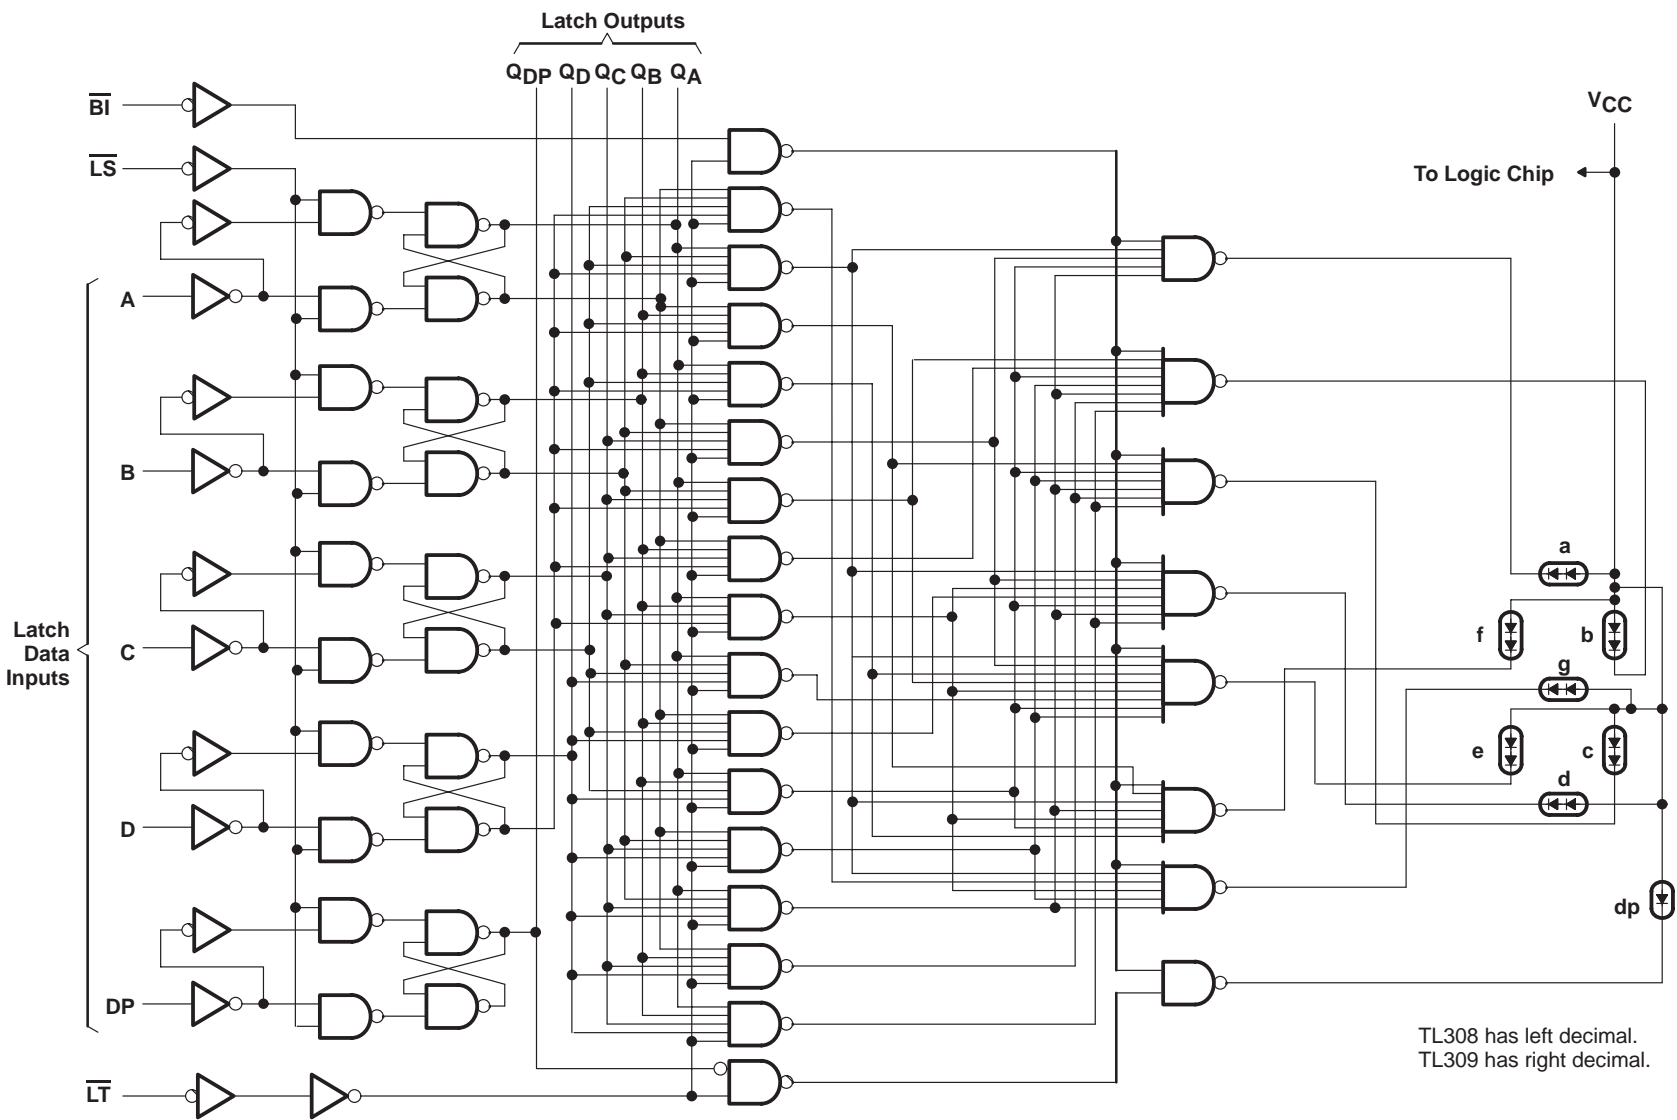 Latch Outputs
QDP QD QC QB QA
BI
LS
VCC
To Logic Chip
A
B
a
f
b
Latch
Data
Inputs
C
g
e
c
d
D
dp
DP
TL308 has left decimal.
TL309 has right decimal.
LT